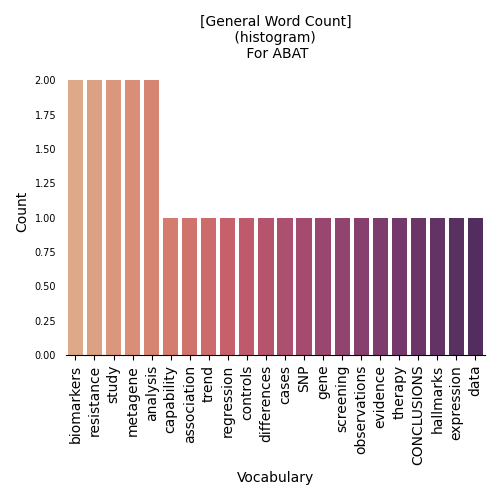 [General Word Count]
(histogram)
For ABAT
Count
2.00
1.75
1.50
1.25
1.00
0.75
0.50
0.25
0.00
biomarkers
resistance
study
metagene
analysis
capability
association
trend
regression
controls
differences
cases
SNP
gene
screening
observations
evidence
therapy
CONCLUSIONS
hallmarks
expression
data
Vocabulary